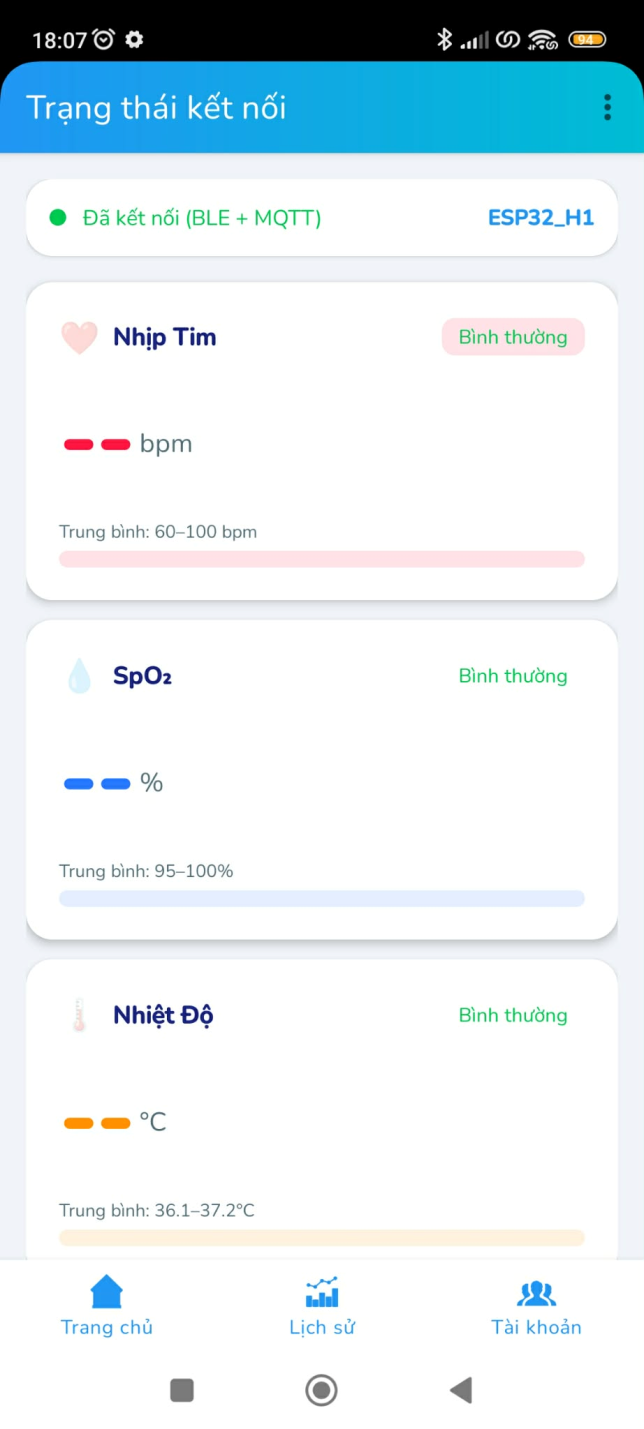 18:07
94
Trạng thái kết nối
Đã kết nối (BLE + MQTT) ESP32_H1
Nhịp Tim Bình thường
-- bpm
Trung bình: 60–100 bpm
SpO₂ Bình thường
-- %
Trung bình: 95–100%
Nhiệt Độ Bình thường
-- °C
Trung bình: 36.1–37.2°C
Trang chủ Lịch sử Tài khoản